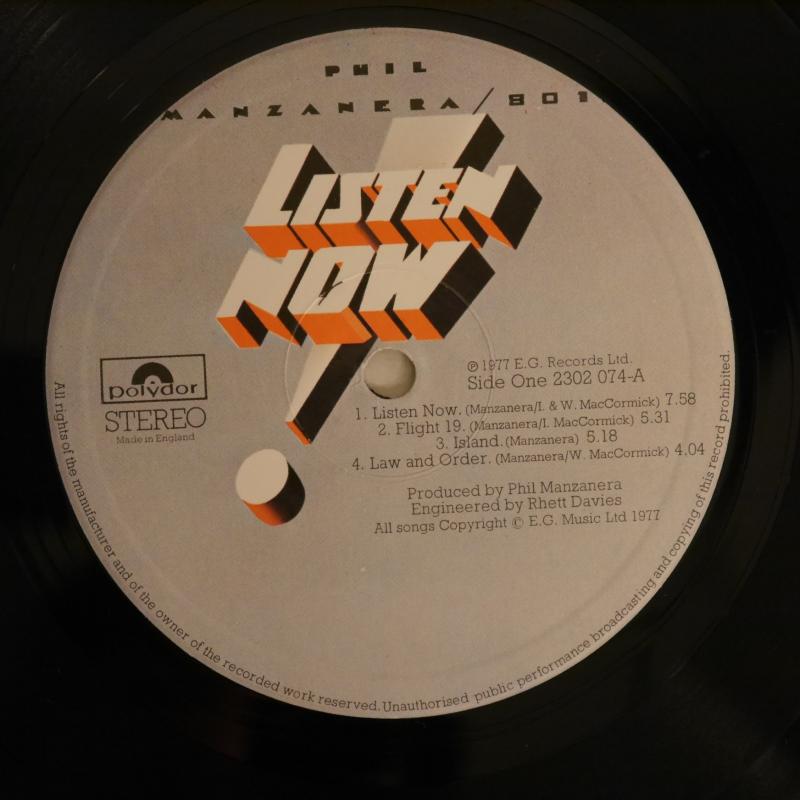 PHIL
MANZANERA/801
LISTEN
NOW
polydor
STEREO
Made in England
℗ 1977 E.G. Records Ltd.
Side One 2302 074-A
1. Listen Now. (Manzanera/I. & W. MacCormick) 7.58
2. Flight 19. (Manzanera/I. MacCormick) 5.31
3. Island. (Manzanera) 5.18
4. Law and Order. (Manzanera/W. MacCormick) 4.04
Produced by Phil Manzanera
Engineered by Rhett Davies
All songs Copyright © E.G. Music Ltd 1977
All rights of the manufacturer and of the owner of the recorded work reserved. Unauthorised public performance broadcasting and copying of this record prohibited.